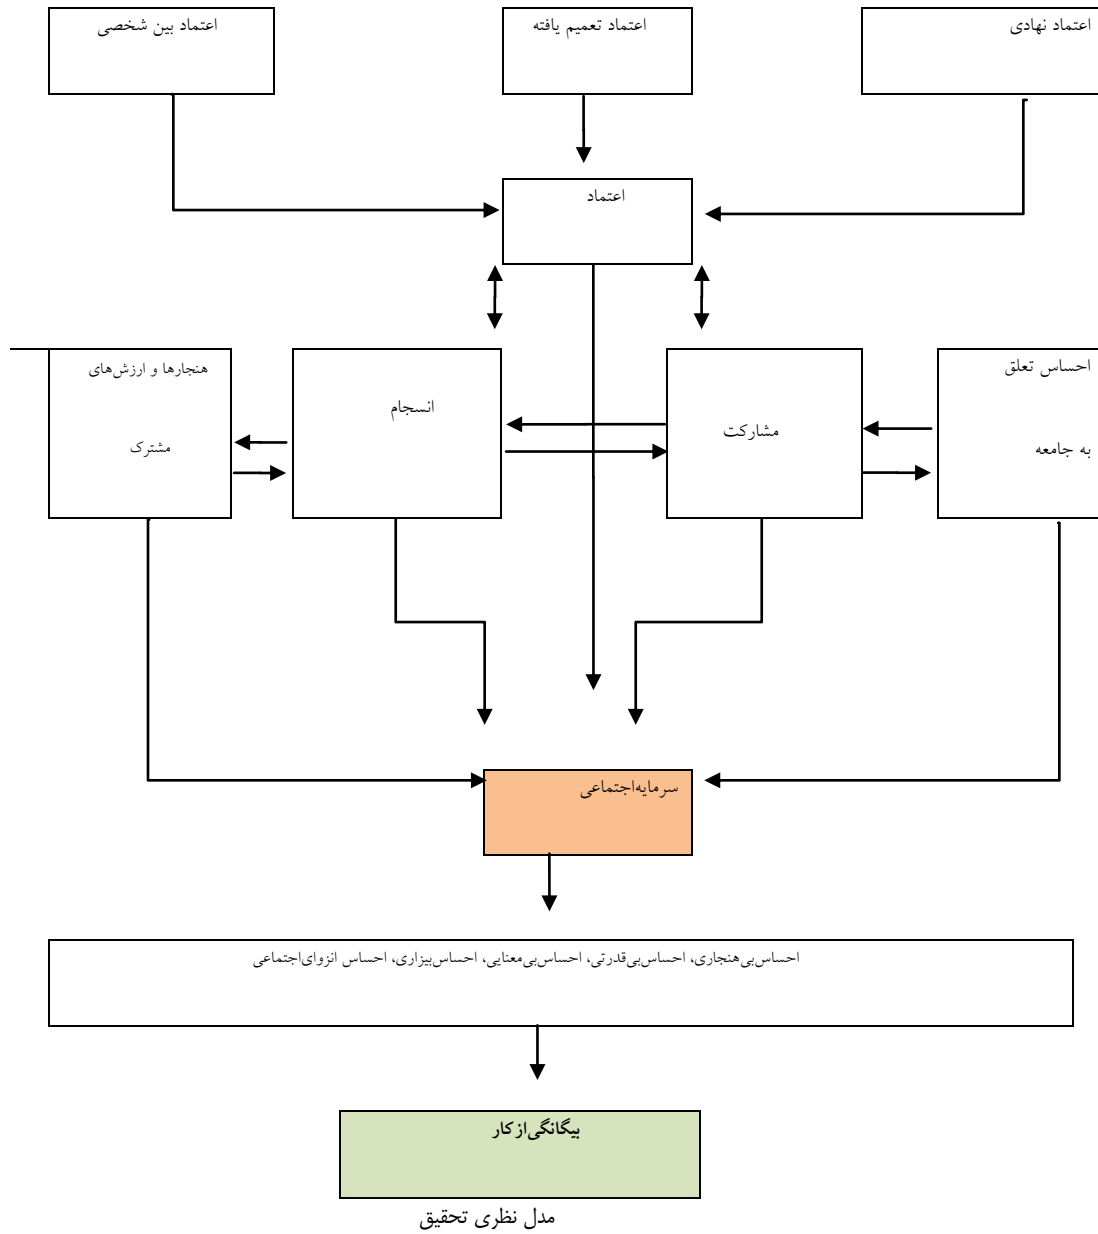 اعتماد نهادی
اعتماد تعمیم یافته
اعتماد بین شخصی
اعتماد
احساس تعلق
به جامعه
مشارکت
انسجام
هنجارها و ارزش‌های
مشترک
سرمایه‌اجتماعی
احساس‌بی‌هنجاری، احساس‌بی‌قدرتی، احساس‌بی‌معنایی، احساس‌بیزاری، احساس انزوای‌اجتماعی
بیگانگی‌ازکار
مدل نظری تحقیق